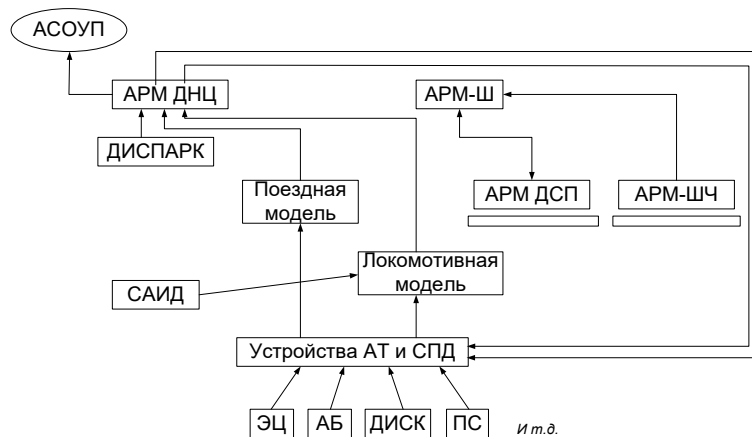 АСОУП
АРМ ДНЦ
АРМ-Ш
ДИСПАРК
Поездная
модель
АРМ ДСП
АРМ-ШЧ
Локомотивная
модель
САИД
Устройства АТ и СПД
ЭЦ
АБ
ДИСК
ПС
И т.д.